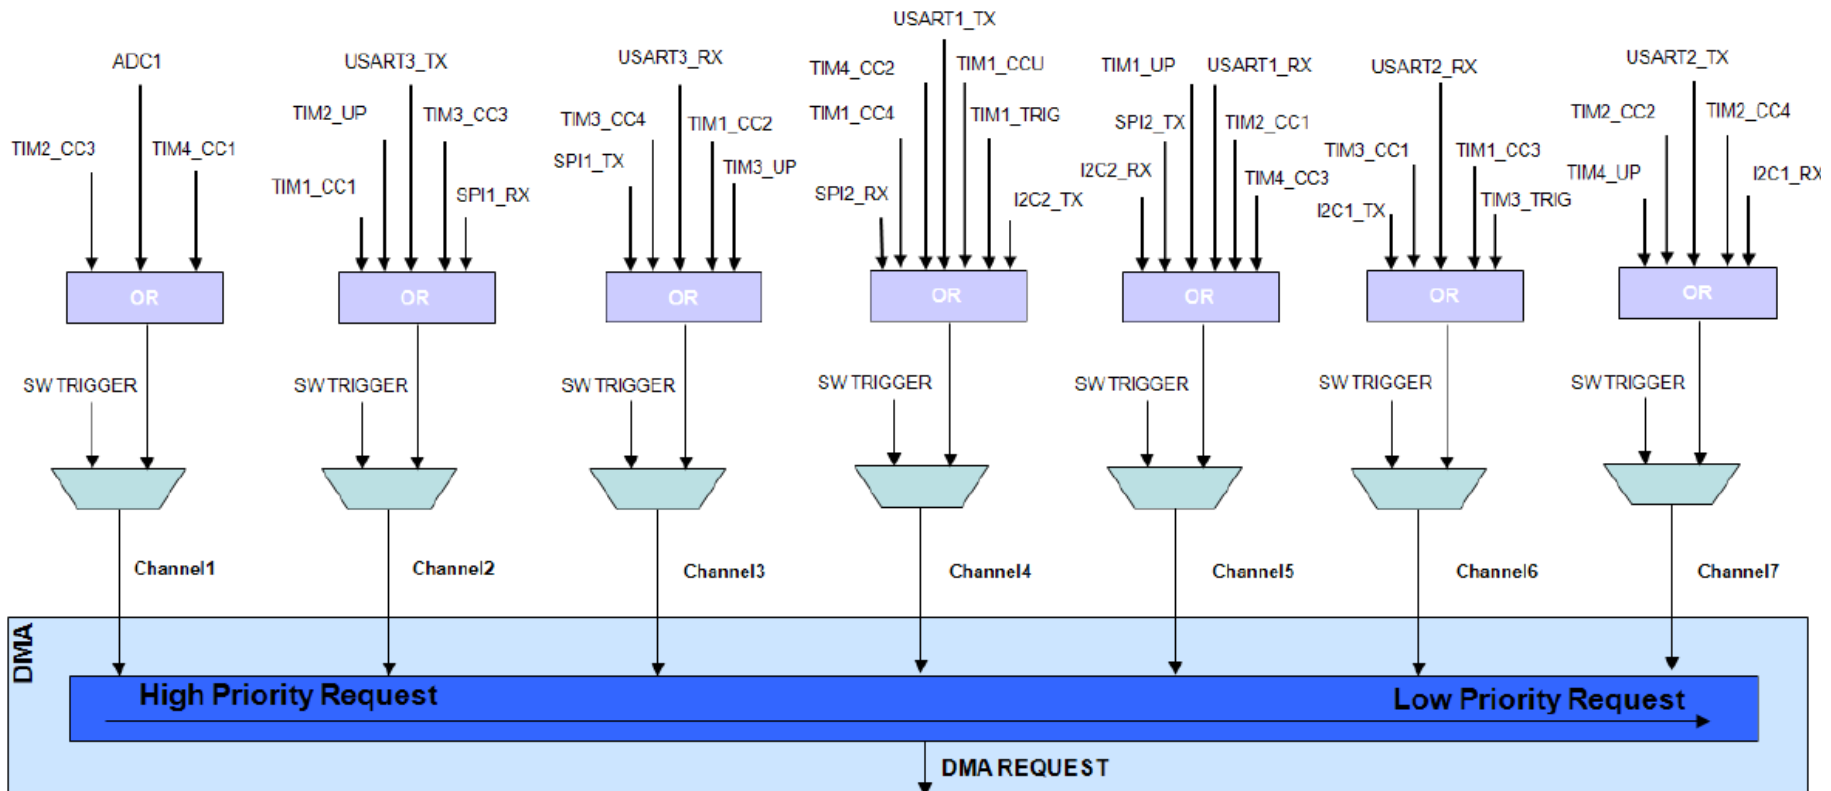 USART1_TX
ADC1
USART3_TX
USART3_RX
TIM4_CC2
TIM1_CCU
TIM1_UP
USART1_RX
USART2_RX
USART2_TX
TIM2_UP
TIM3_CC3
TIM3_CC4
TIM1_CC2
TIM1_CC4
TIM1_TRIG
SPI2_TX
TIM2_CC1
TIM2_CC2
TIM2_CC4
TIM2_CC3
TIM4_CC1
SPI1_TX
TIM3_UP
I2C2_RX
TIM4_CC3
TIM3_CC1
TIM1_CC3
TIM4_UP
I2C1_RX
TIM1_CC1
SPI1_RX
SPI2_RX
I2C2_TX
I2C1_TX
TIM3_TRIG
OR
OR
OR
OR
OR
OR
OR
SW TRIGGER
SW TRIGGER
SW TRIGGER
SW TRIGGER
SW TRIGGER
SW TRIGGER
SW TRIGGER
Channel1
Channel2
Channel3
Channel4
Channel5
Channel6
Channel7
DMA
High Priority Request
Low Priority Request
DMA REQUEST